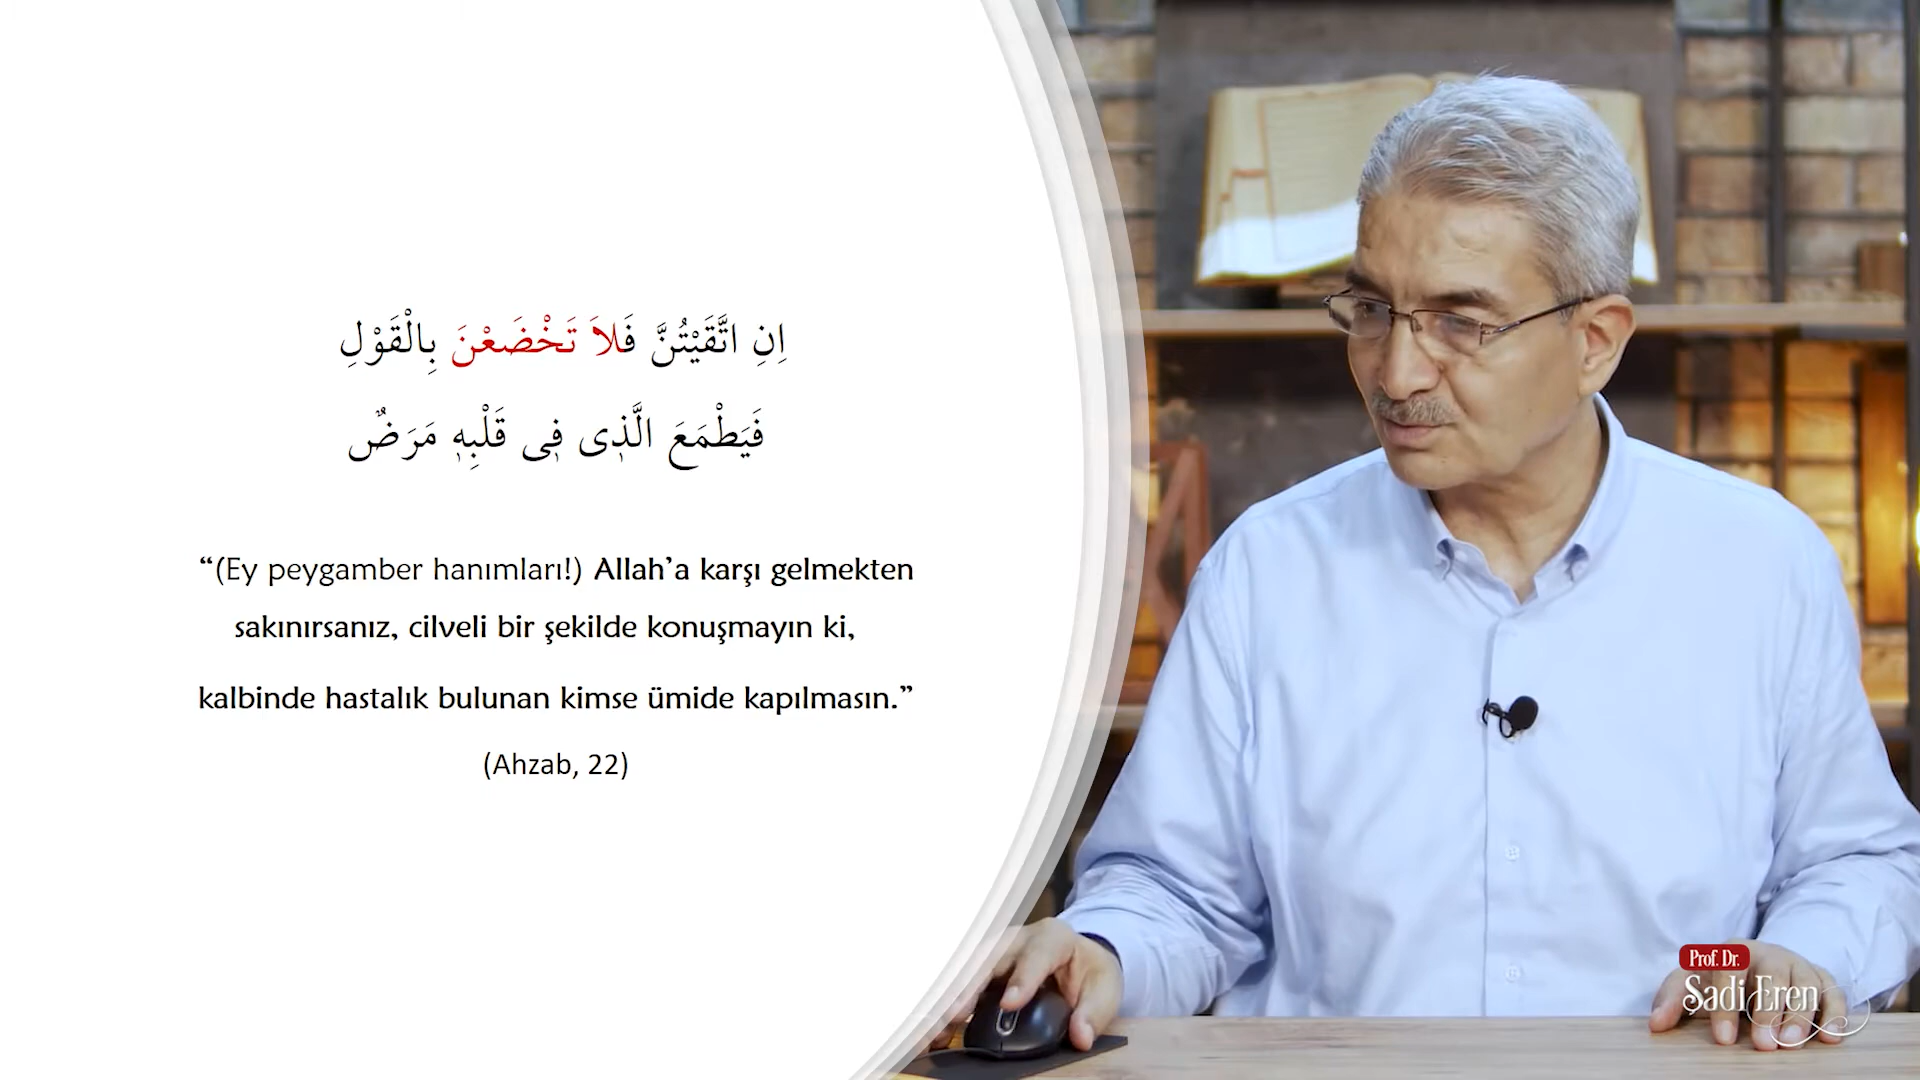 اِنِ اتَّقَيْتُنَّ فَلاَ تَخْضَعْنَ بِالْقَوْلِ
فَيَطْمَعَ الَّذٖى فٖى قَلْبِهٖ مَرَضٌ
“(Ey peygamber hanımları!) Allah’a karşı gelmekten
sakınırsanız, cilveli bir şekilde konuşmayın ki,
kalbinde hastalık bulunan kimse ümide kapılmasın.”
(Ahzab, 22)
Prof. Dr.
Şadi Eren